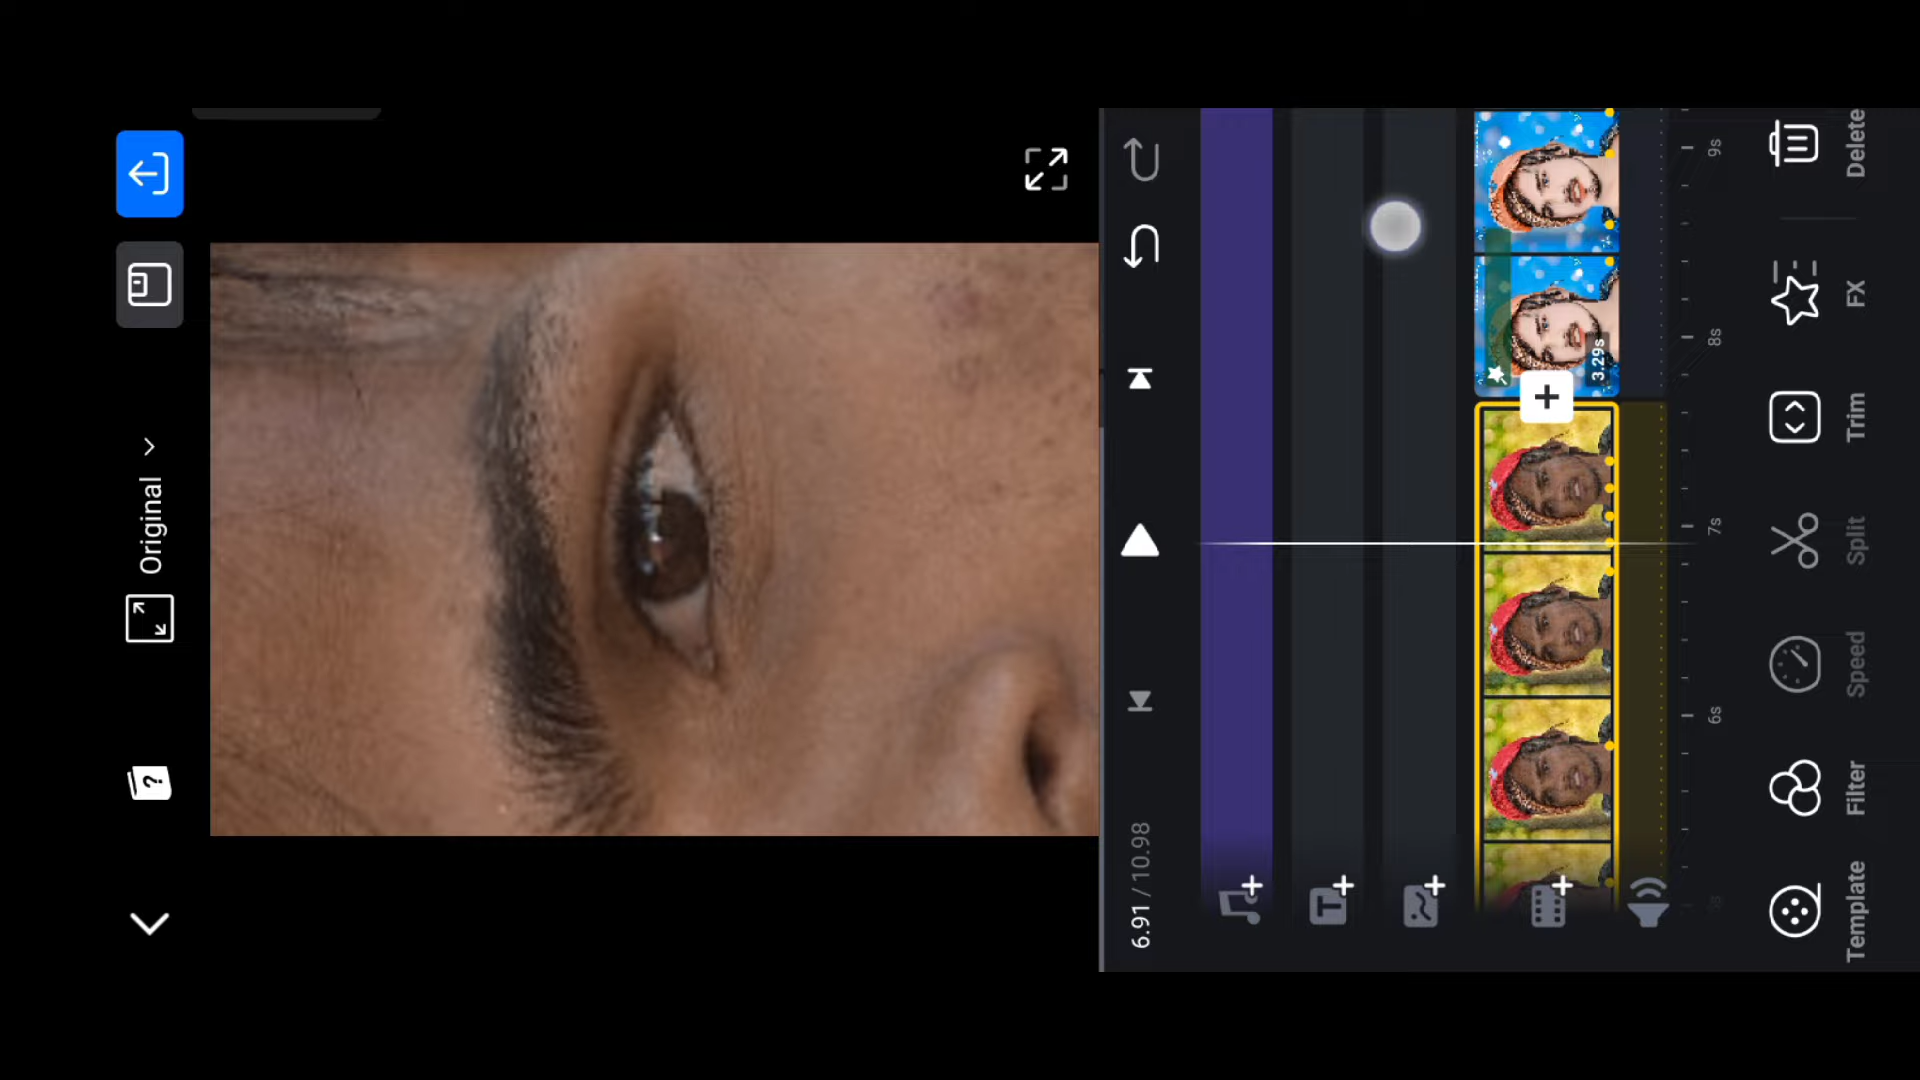 Original
?
6.91 / 10.98
3.29s
9s
8s
7s
6s
Delete
FX
Trim
Split
Speed
Filter
Template